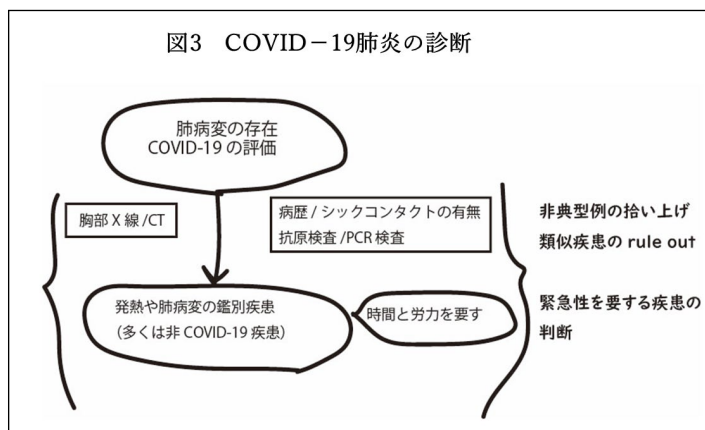 図3　COVID－19肺炎の診断
肺病変の存在
COVID-19 の評価
胸部 X 線 /CT
病歴 / シックコンタクトの有無
抗原検査 /PCR 検査
非典型例の拾い上げ
類似疾患の rule out
発熱や肺病変の鑑別疾患
(多くは非 COVID-19 疾患)
時間と労力を要す
緊急性を要する疾患の
判断